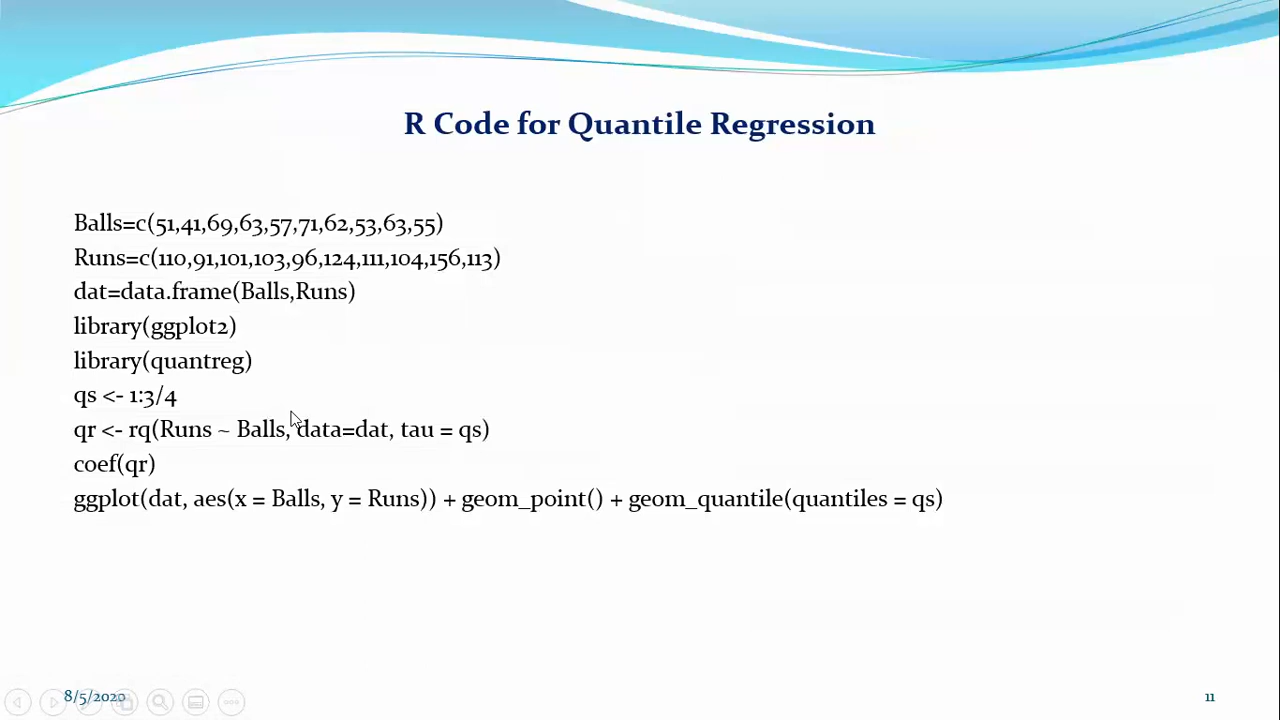 R Code for Quantile Regression
Balls=c(51,41,69,63,57,71,62,53,63,55)
Runs=c(110,91,101,103,96,124,111,104,156,113)
dat=data.frame(Balls,Runs)
library(ggplot2)
library(quantreg)
qs <- 1:3/4
qr <- rq(Runs ~ Balls, data=dat, tau = qs)
coef(qr)
ggplot(dat, aes(x = Balls, y = Runs)) + geom_point() + geom_quantile(quantiles = qs)
8/5/2020
11